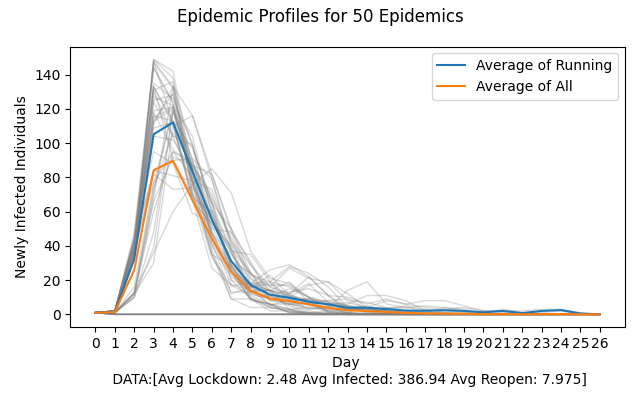 Epidemic Profiles for 50 Epidemics
Average of Running
Average of All
140
120
100
80
60
40
20
0
Newly Infected Individuals
0 1 2 3 4 5 6 7 8 9 10 11 12 13 14 15 16 17 18 19 20 21 22 23 24 25 26
Day
DATA:[Avg Lockdown: 2.48 Avg Infected: 386.94 Avg Reopen: 7.975]